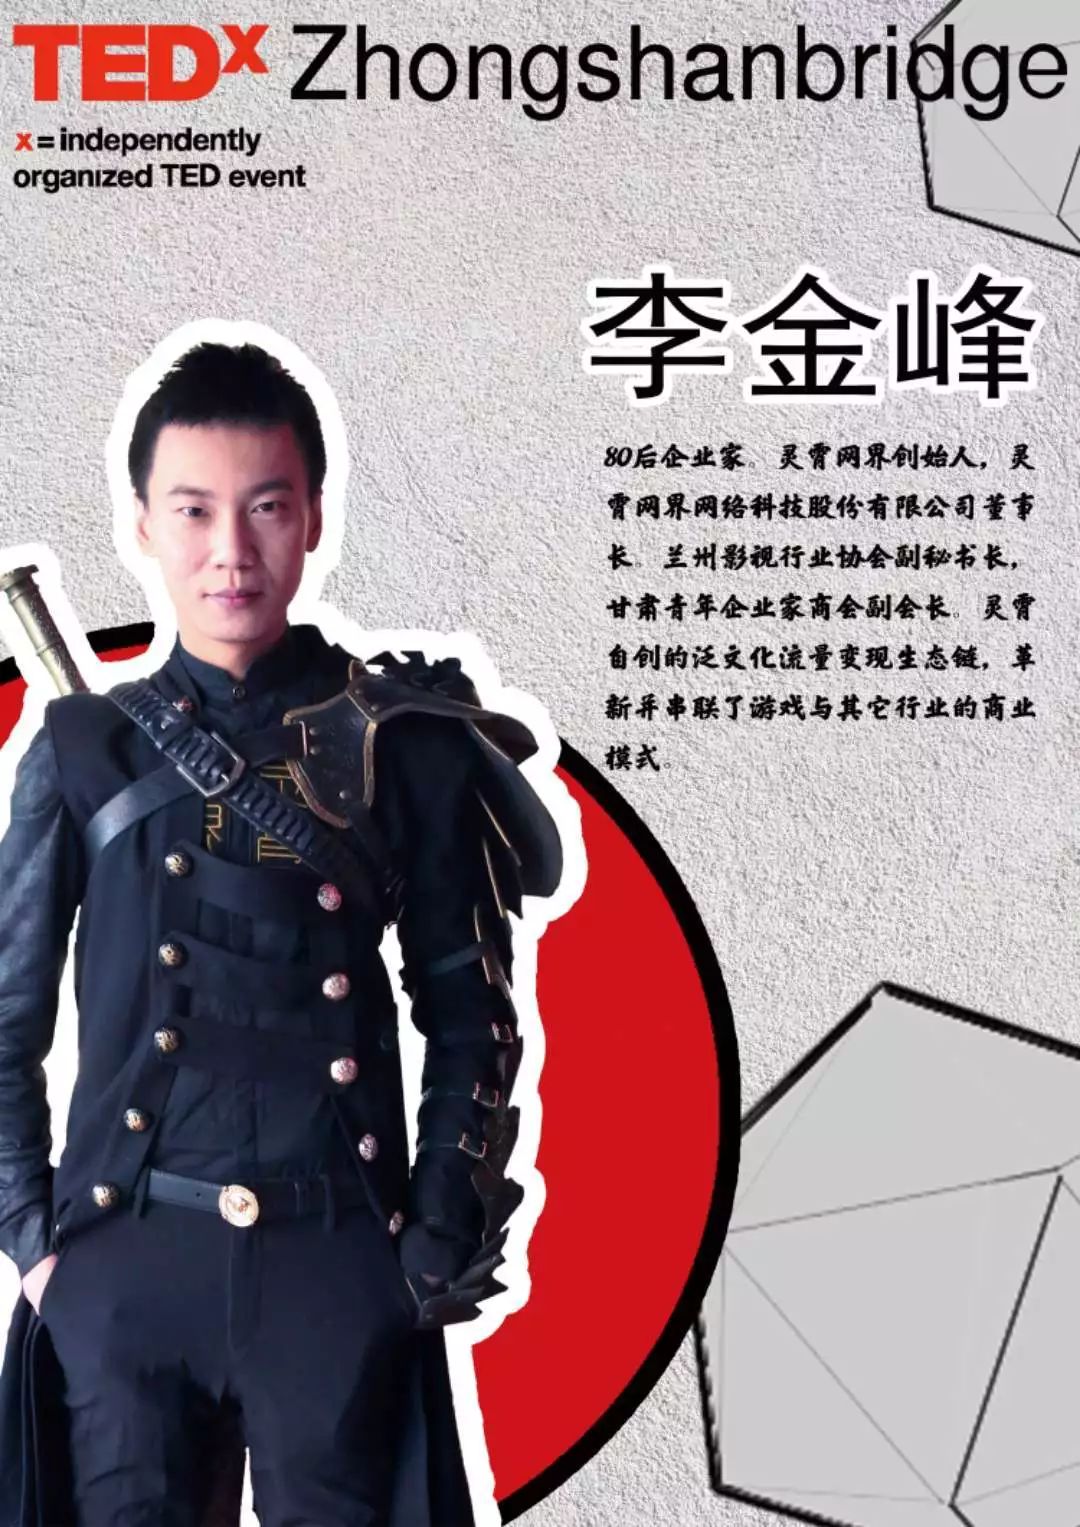 TEDx Zhongshanbridge
x = independently
organized TED event
李金峰
80后企业家。灵霄网界创始人，灵
霄网界网络科技股份有限公司董事
长。兰州影视行业协会副秘书长，
甘肃青年企业家商会副会长。灵霄
自创的泛文化流量变现生态链，革
新并串联了游戏与其它行业的商业
模式。